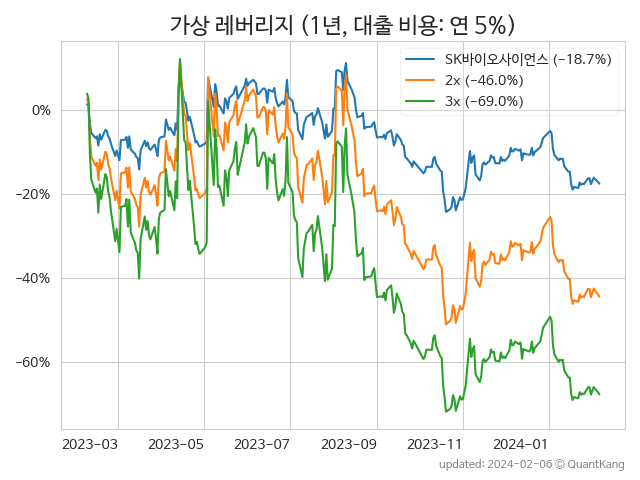 가상 레버리지 (1년, 대출 비용: 연 5%)
SK바이오사이언스 (−18.7%)
2x (−46.0%)
3x (−69.0%)
0%
−20%
−40%
−60%
2023-03 2023-05 2023-07 2023-09 2023-11 2024-01
updated: 2024-02-06 © QuantKang